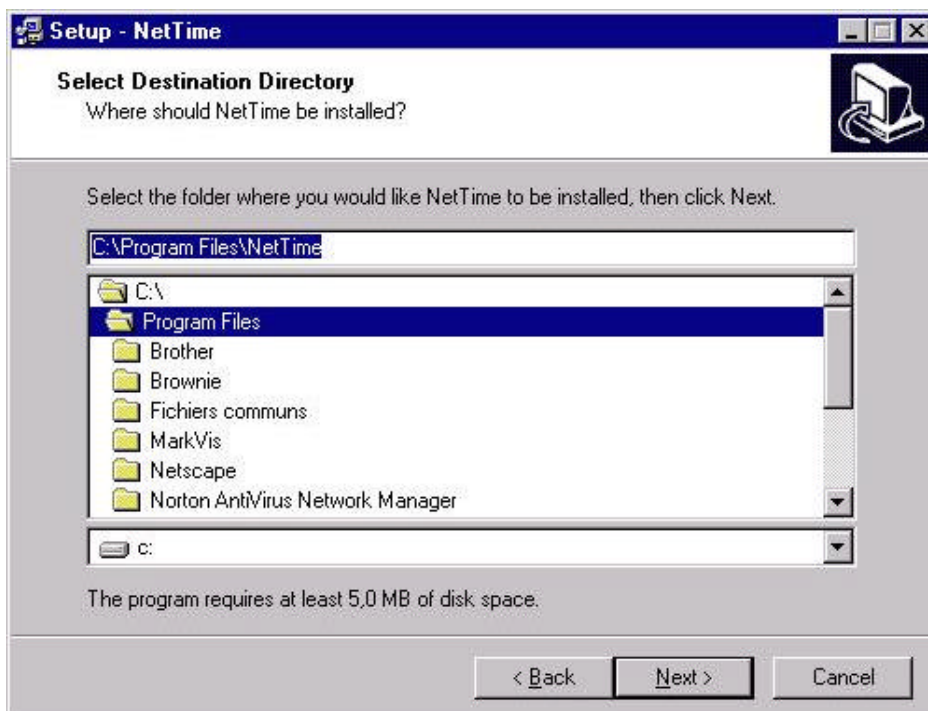 Setup - NetTime
Select Destination Directory
Where should NetTime be installed?
Select the folder where you would like NetTime to be installed, then click Next.
C:\Program Files\NetTime
C:\
Program Files
Brother
Brownie
Fichiers communs
MarkVis
Netscape
Norton AntiVirus Network Manager
c:
The program requires at least 5,0 MB of disk space.
< Back Next > Cancel